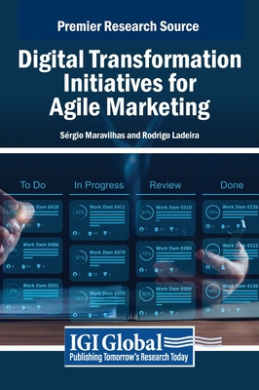 Premier Research Source
Digital Transformation
Initiatives for
Agile Marketing
Sérgio Maravilhas and Rodrigo Ladeira
To Do
In Progress
Review
Done
IGI Global
Publishing Tomorrow's Research Today